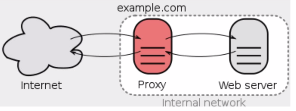 example.com
Internet
Proxy
Web server
Internal network